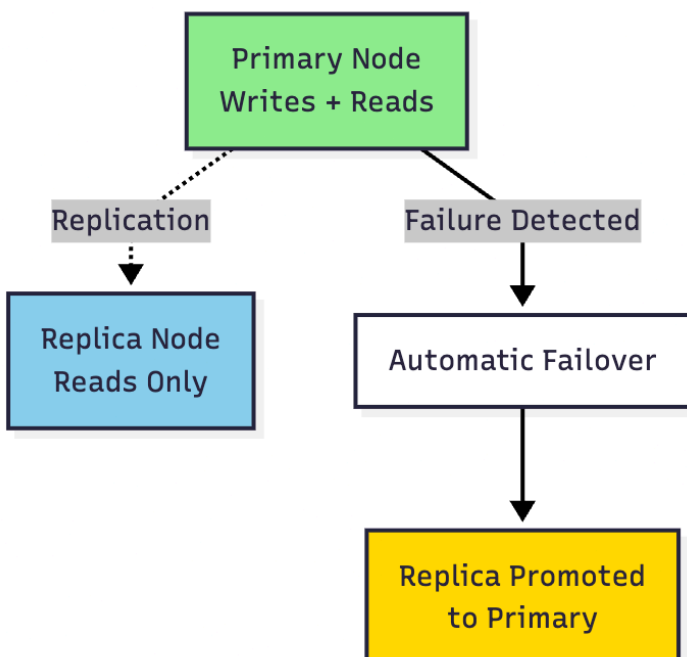 Primary Node
Writes + Reads
Replication
Failure Detected
Replica Node
Reads Only
Automatic Failover
Replica Promoted
to Primary